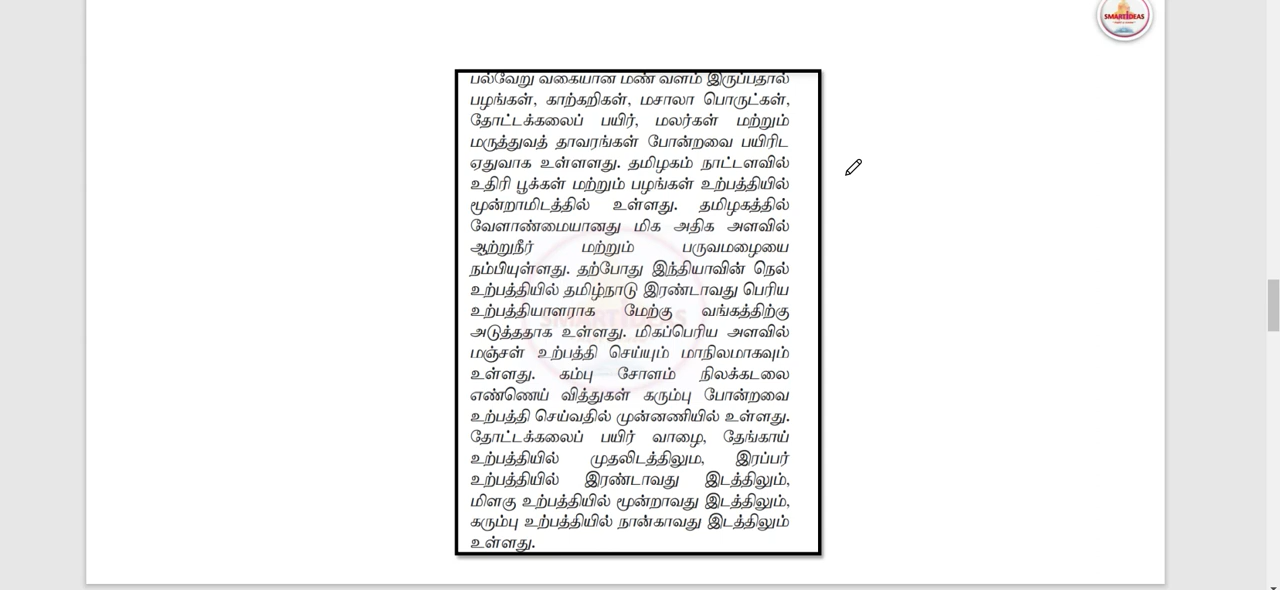 SMART IDEAS
பல்வேறு வகையான மண் வளம் இருப்பதால்
பழங்கள், காற்கறிகள், மசாலா பொருட்கள்,
தோட்டக்கலைப் பயிர், மலர்கள் மற்றும்
மருத்துவத் தாவரங்கள் போன்றவை பயிரிட
ஏதுவாக உள்ளளது. தமிழகம் நாட்டளவில்
உதிரி பூக்கள் மற்றும் பழங்கள் உற்பத்தியில்
மூன்றாமிடத்தில் உள்ளது. தமிழகத்தில்
வேளாண்மையானது மிக அதிக அளவில்
ஆற்றுநீர் மற்றும் பருவமழையை
நம்பியுள்ளது. தற்போது இந்தியாவின் நெல்
உற்பத்தியில் தமிழ்நாடு இரண்டாவது பெரிய
உற்பத்தியாளராக மேற்கு வங்கத்திற்கு
அடுத்ததாக உள்ளது. மிகப்பெரிய அளவில்
மஞ்சள் உற்பத்தி செய்யும் மாநிலமாகவும்
உள்ளது. கம்பு சோளம் நிலக்கடலை
எண்ணெய் வித்துகள் கரும்பு போன்றவை
உற்பத்தி செய்வதில் முன்னணியில் உள்ளது.
தோட்டக்கலைப் பயிர் வாழை, தேங்காய்
உற்பத்தியில் முதலிடத்திலும, இரப்பர்
உற்பத்தியில் இரண்டாவது இடத்திலும்,
மிளகு உற்பத்தியில் மூன்றாவது இடத்திலும்,
கரும்பு உற்பத்தியில் நான்காவது இடத்திலும்
உள்ளது.